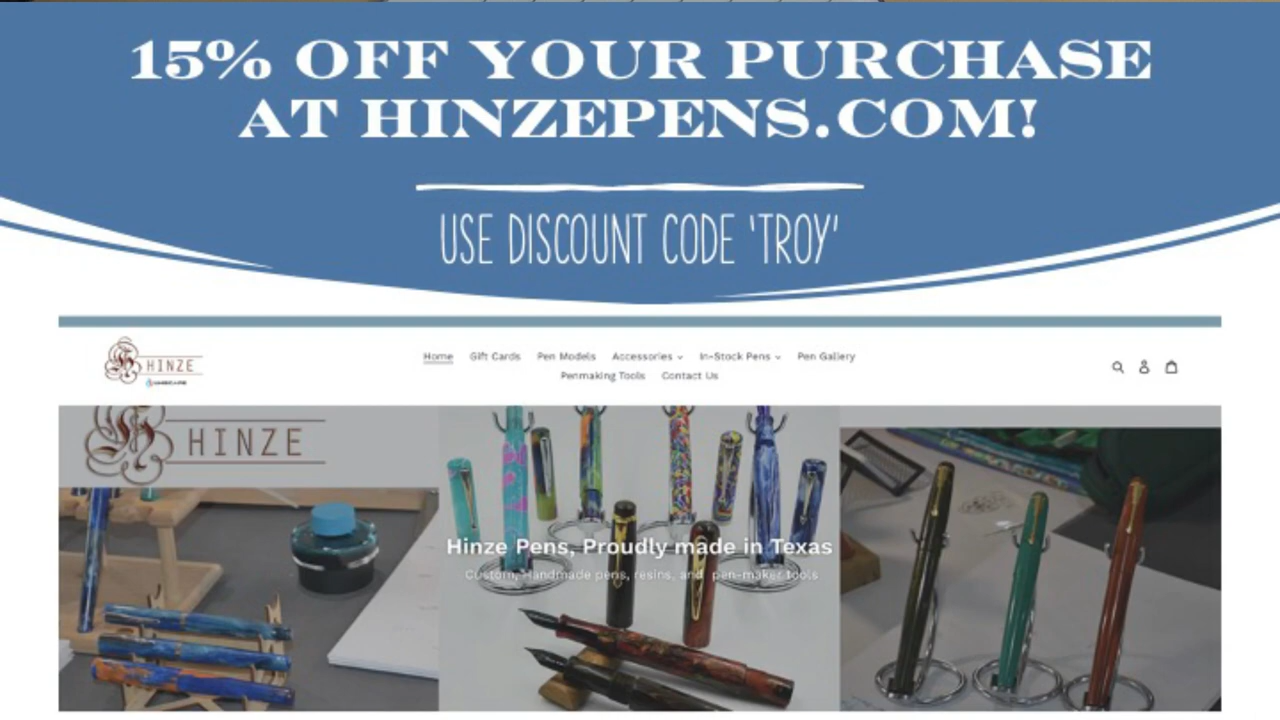 15% OFF YOUR PURCHASE
AT HINZEPENS.COM!
USE DISCOUNT CODE 'TROY'
HINZE
Home Gift Cards Pen Models Accessories In-Stock Pens Pen Gallery
Penmaking Tools Contact Us
HINZE
Hinze Pens, Proudly made in Texas
Custom, Handmade pens, resins, and pen-maker tools